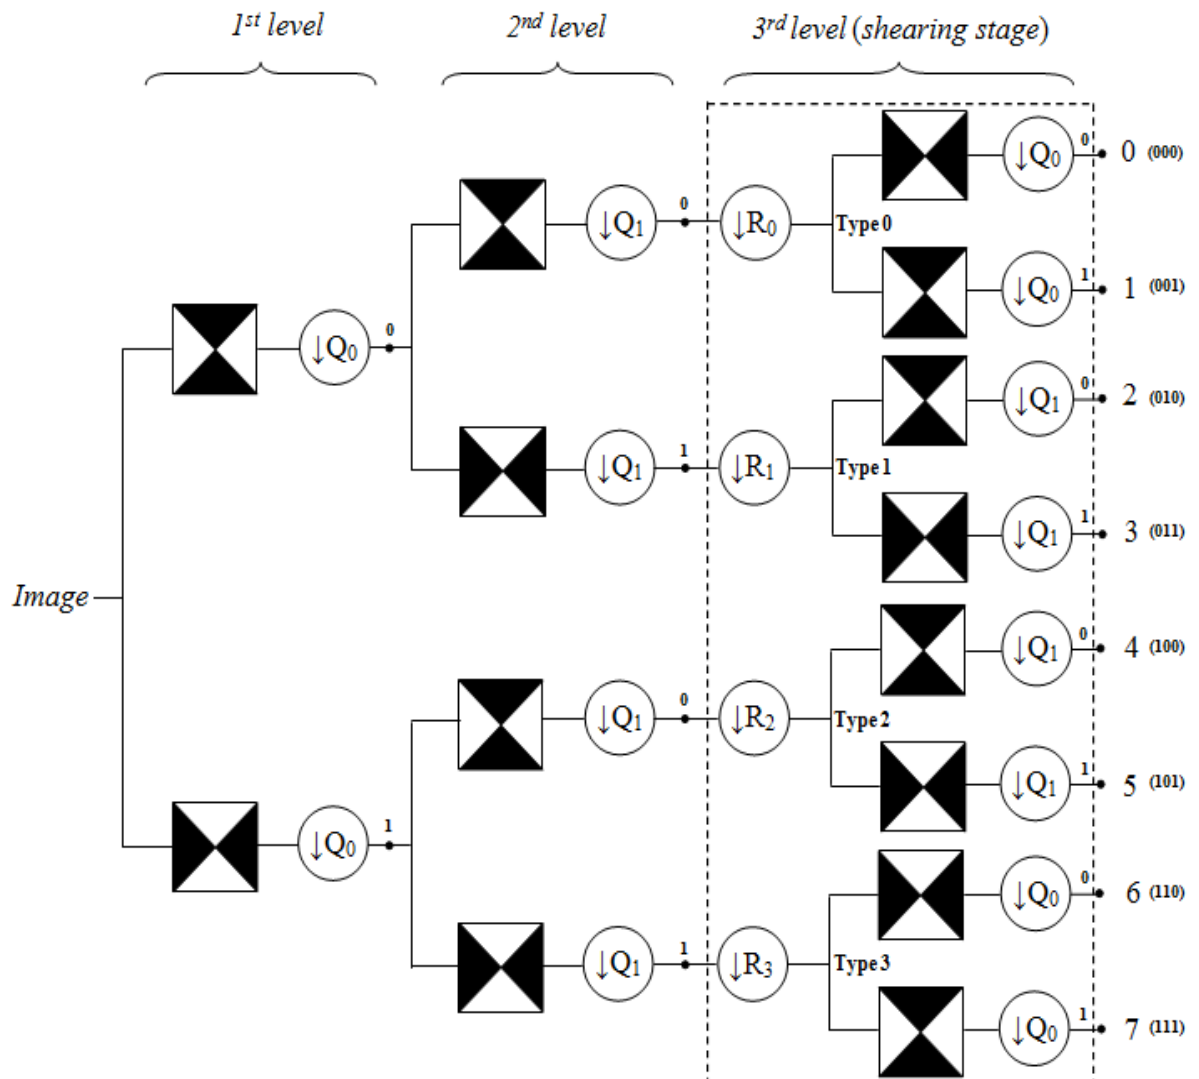 1st level 2nd level 3rd level (shearing stage)
↓Q0 0 0 (000)
0 ↓Q1 ↓R0 Type 0
↓Q0 1 1 (001)
0 ↓Q0
↓Q1 0 2 (010)
1 ↓Q1 ↓R1 Type 1
↓Q1 1 3 (011)
Image
↓Q1 0 4 (100)
0 ↓Q1 ↓R2 Type 2
↓Q1 1 5 (101)
1 ↓Q0
↓Q0 0 6 (110)
1 ↓Q1 ↓R3 Type 3
↓Q0 1 7 (111)